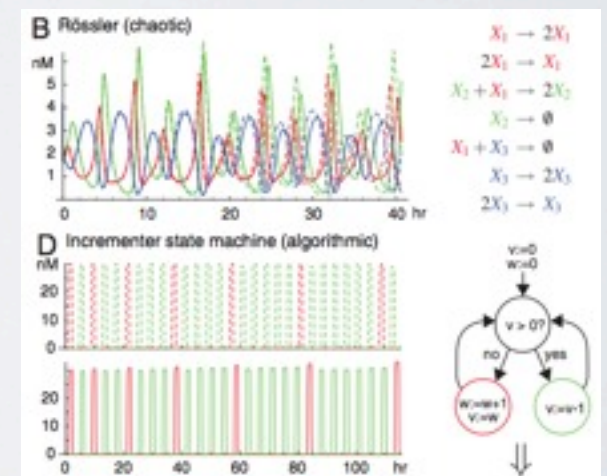 B Rössler (chaotic)
nM
5
4
3
2
1
0 10 20 30 40 hr
X₁ → 2X₁
2X₁ → X₁
X₂ + X₁ → 2X₂
X₂ → ∅
X₁ + X₃ → ∅
X₃ → 2X₃
2X₃ → X₃
D Incrementer state machine (algorithmic)
nM
20
10
0
20
10
0
0 20 40 60 80 100 hr
v:=0
w:=0
v > 0?
no yes
w:=w+1
v:=w
v:=v-1